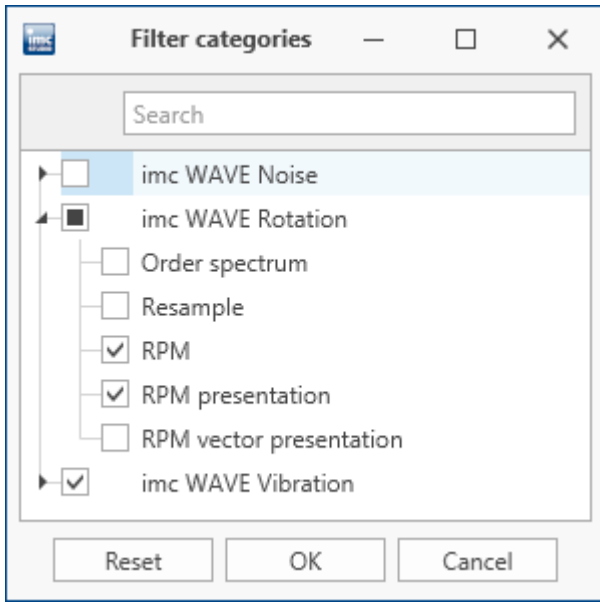 imc
Filter categories
Search
imc WAVE Noise
imc WAVE Rotation
Order spectrum
Resample
RPM
RPM presentation
RPM vector presentation
imc WAVE Vibration
Reset OK Cancel